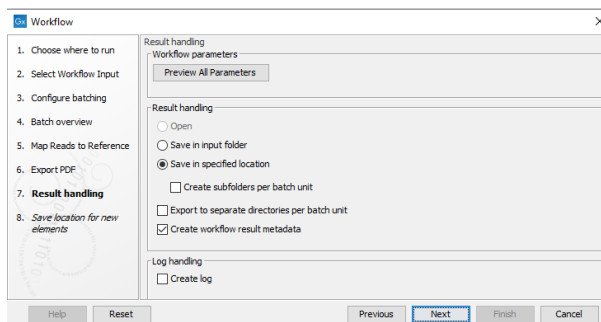 Gx Workflow
1. Choose where to run
2. Select Workflow Input
3. Configure batching
4. Batch overview
5. Map Reads to Reference
6. Export PDF
7. Result handling
8. Save location for new
elements
Result handling
Workflow parameters
Preview All Parameters
Result handling
Open
Save in input folder
Save in specified location
Create subfolders per batch unit
Export to separate directories per batch unit
Create workflow result metadata
Log handling
Create log
Help Reset Previous Next Finish Cancel